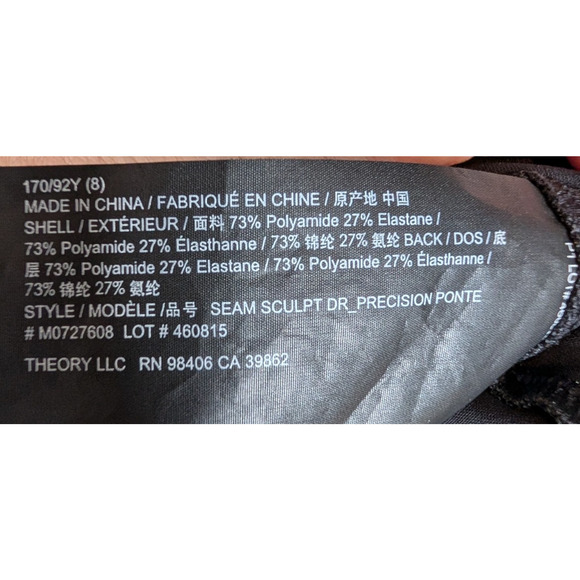 170/92Y (8)
MADE IN CHINA / FABRIQUÉ EN CHINE / 原产地 中国
SHELL / EXTÉRIEUR / 面料 73% Polyamide 27% Elastane /
73% Polyamide 27% Élasthanne / 73% 锦纶 27% 氨纶 BACK / DOS / 底
层 73% Polyamide 27% Elastane / 73% Polyamide 27% Élasthanne /
73% 锦纶 27% 氨纶
STYLE / MODÈLE / 品号 SEAM SCULPT DR_PRECISION PONTE
# M0727608 LOT # 460815
THEORY LLC RN 98406 CA 39862